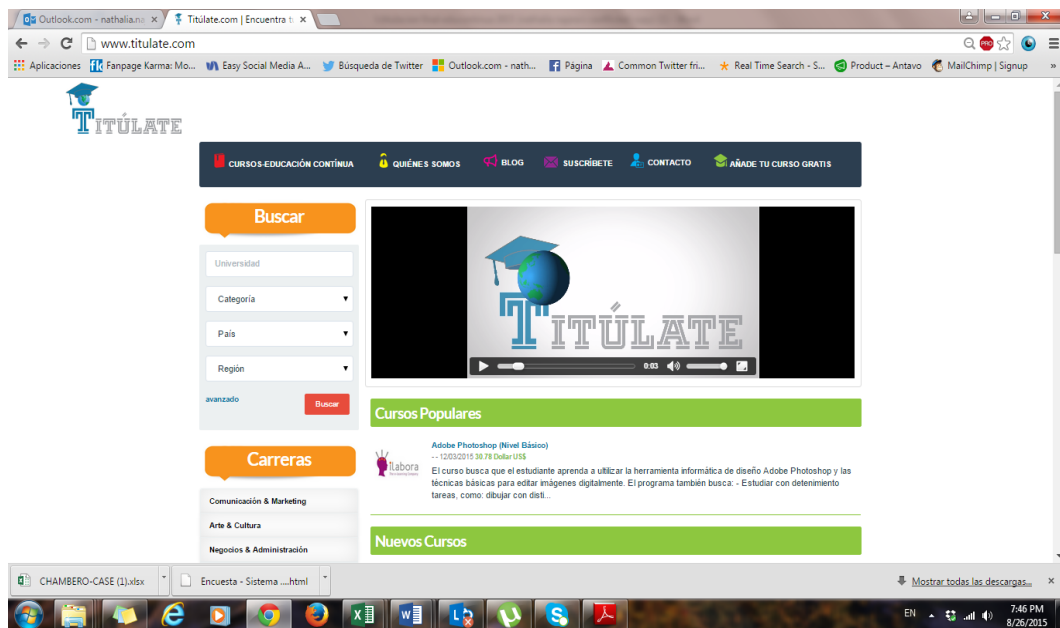 Outlook.com - nathalia.na
Titúlate.com | Encuentra t
www.titulate.com
PRO
Aplicaciones
Fanpage Karma: Mo...
Easy Social Media A...
Búsqueda de Twitter
Outlook.com - nath...
Página
Common Twitter fri...
Real Time Search - S...
Product – Antavo
MailChimp | Signup
»
TITÚLATE
CURSOS-EDUCACIÓN CONTÍNUA
QUIÉNES SOMOS
BLOG
SUSCRÍBETE
CONTACTO
AÑADE TU CURSO GRATIS
Buscar
Universidad
Categoría
País
Región
avanzado
Buscar
TITÚLATE
0:03
Cursos Populares
ilabora
Adobe Photoshop (Nivel Básico)
- - 12/03/2015 30.78 Dollar US$
El curso busca que el estudiante aprenda a utilizar la herramienta informática de diseño Adobe Photoshop y las
técnicas básicas para editar imágenes digitalmente. El programa también busca: - Estudiar con detenimiento
tareas, como: dibujar con disti...
Carreras
Comunicación & Marketing
Arte & Cultura
Negocios & Administración
Nuevos Cursos
CHAMBERO-CASE (1).xlsx
Encuesta - Sistema ....html
Mostrar todas las descargas...
EN
7:46 PM
8/26/2015